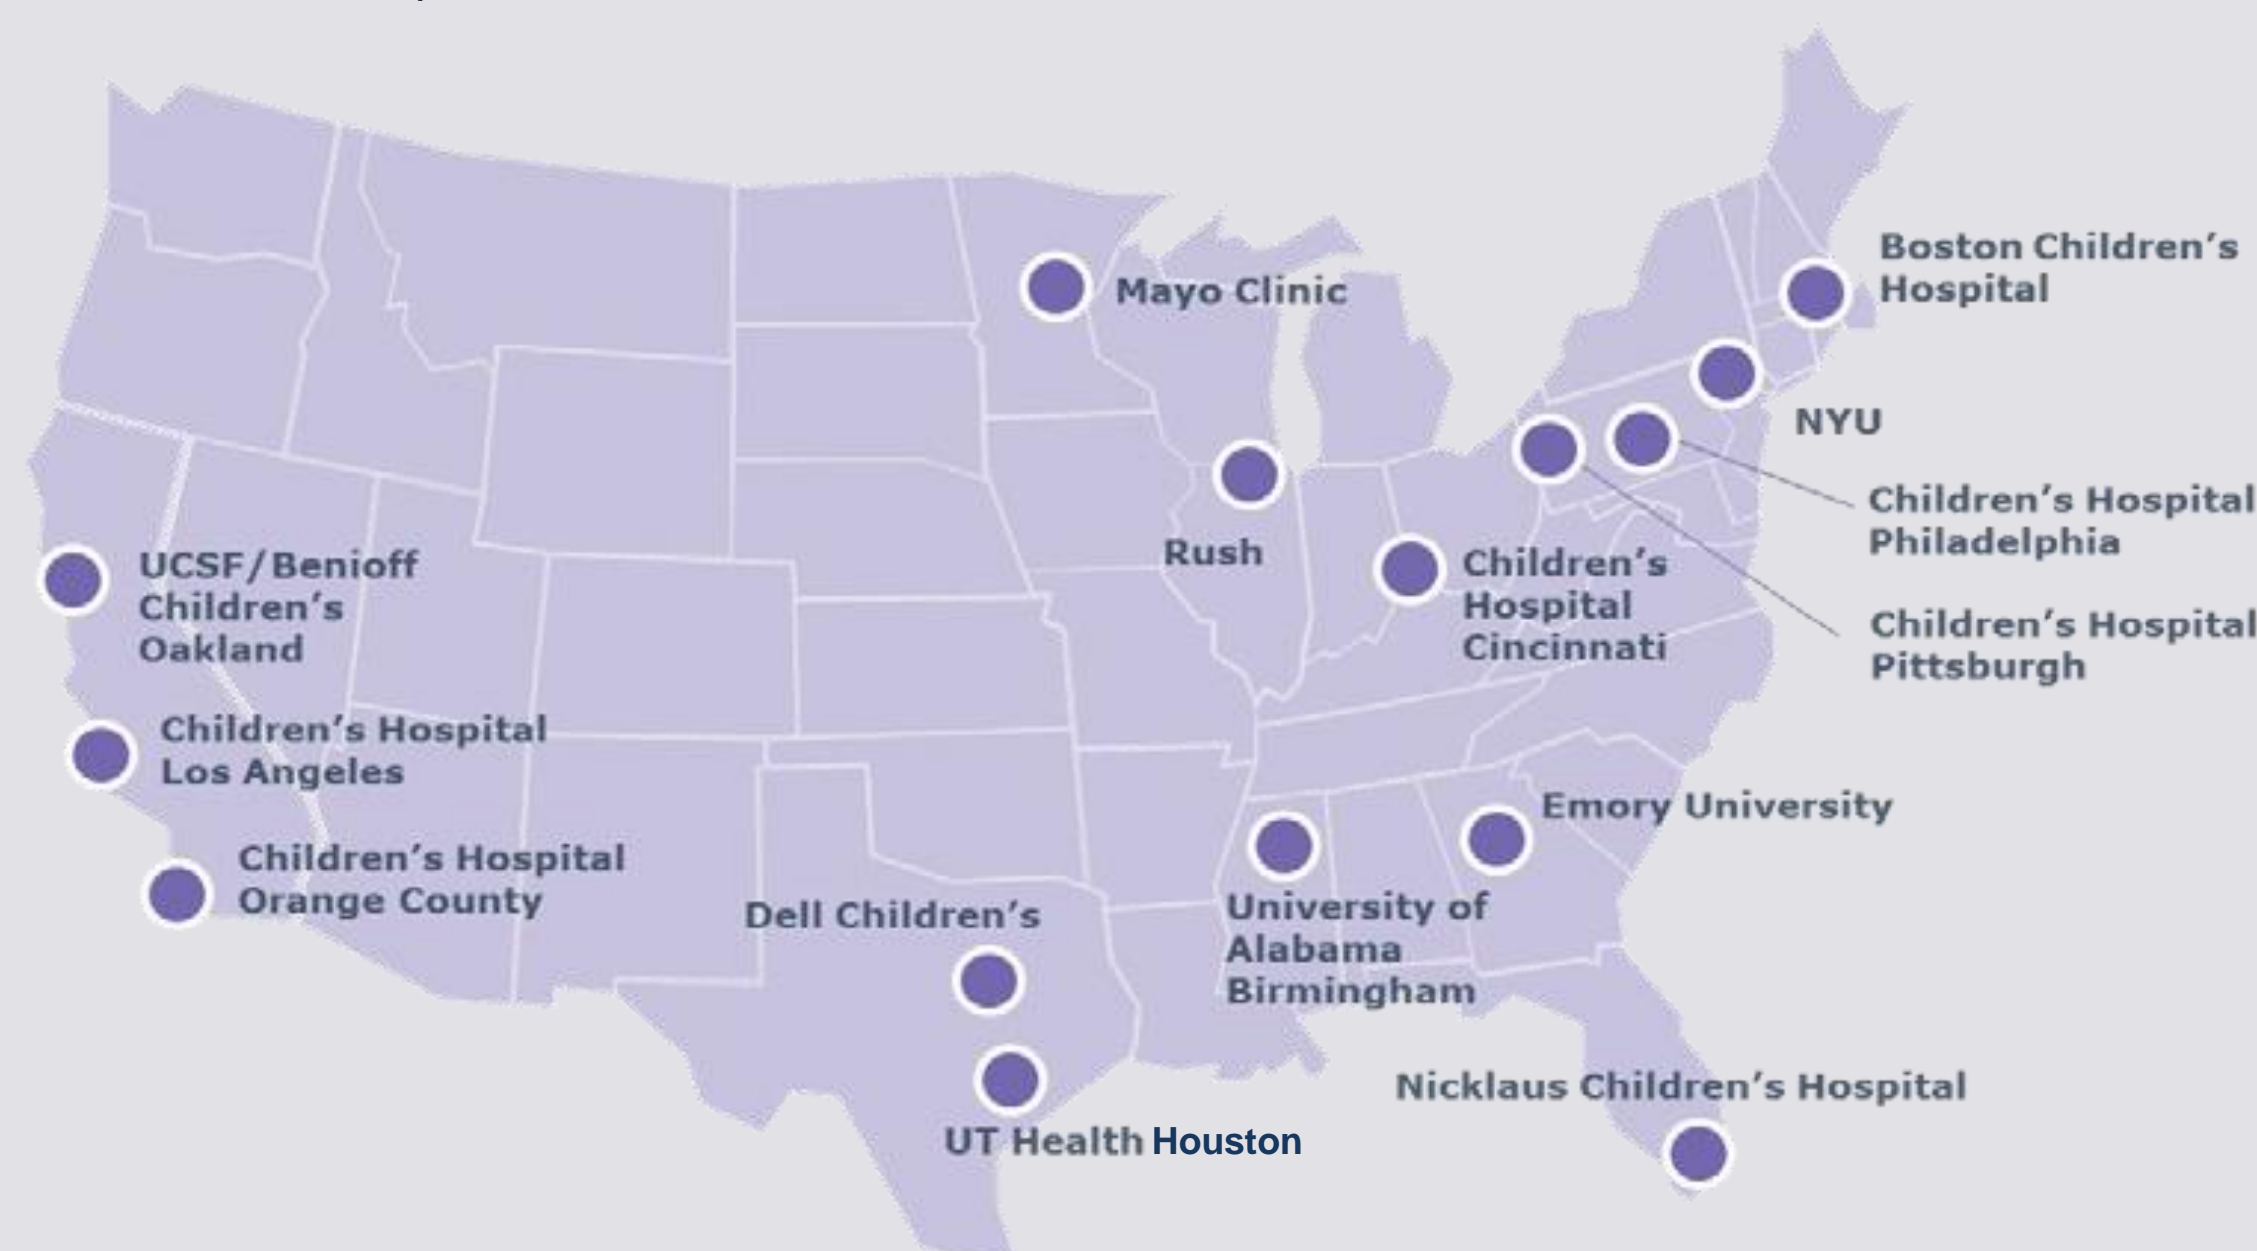 Boston Children's
Hospital
Mayo Clinic
NYU
Children's Hospital
Philadelphia
Rush
UCSF/Benioff
Children's
Oakland
Children's
Hospital
Cincinnati
Children's Hospital
Pittsburgh
Children's Hospital
Los Angeles
Emory University
Children's Hospital
Orange County
Dell Children's
University of
Alabama
Birmingham
Nicklaus Children's Hospital
UT Health Houston